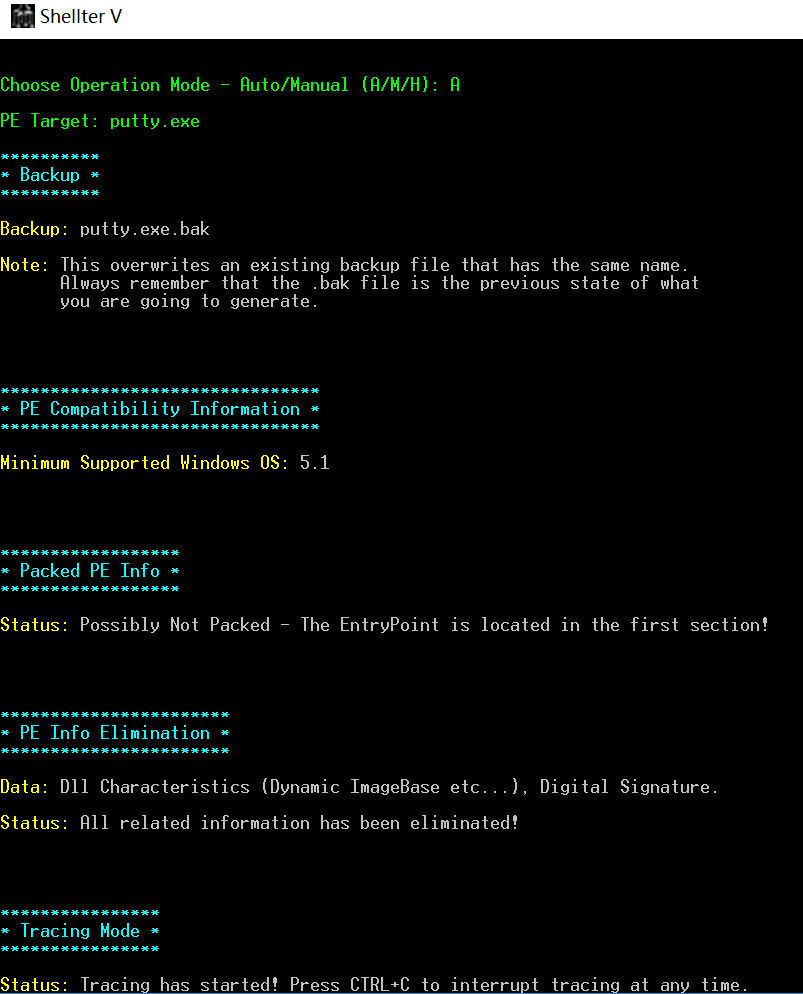 Shellter V
Choose Operation Mode - Auto/Manual (A/M/H): A
PE Target: putty.exe
**********
* Backup *
**********
Backup: putty.exe.bak
Note: This overwrites an existing backup file that has the same name.
Always remember that the .bak file is the previous state of what
you are going to generate.
********************************
* PE Compatibility Information *
********************************
Minimum Supported Windows OS: 5.1
******************
* Packed PE Info *
******************
Status: Possibly Not Packed - The EntryPoint is located in the first section!
***********************
* PE Info Elimination *
***********************
Data: Dll Characteristics (Dynamic ImageBase etc...), Digital Signature.
Status: All related information has been eliminated!
****************
* Tracing Mode *
****************
Status: Tracing has started! Press CTRL+C to interrupt tracing at any time.